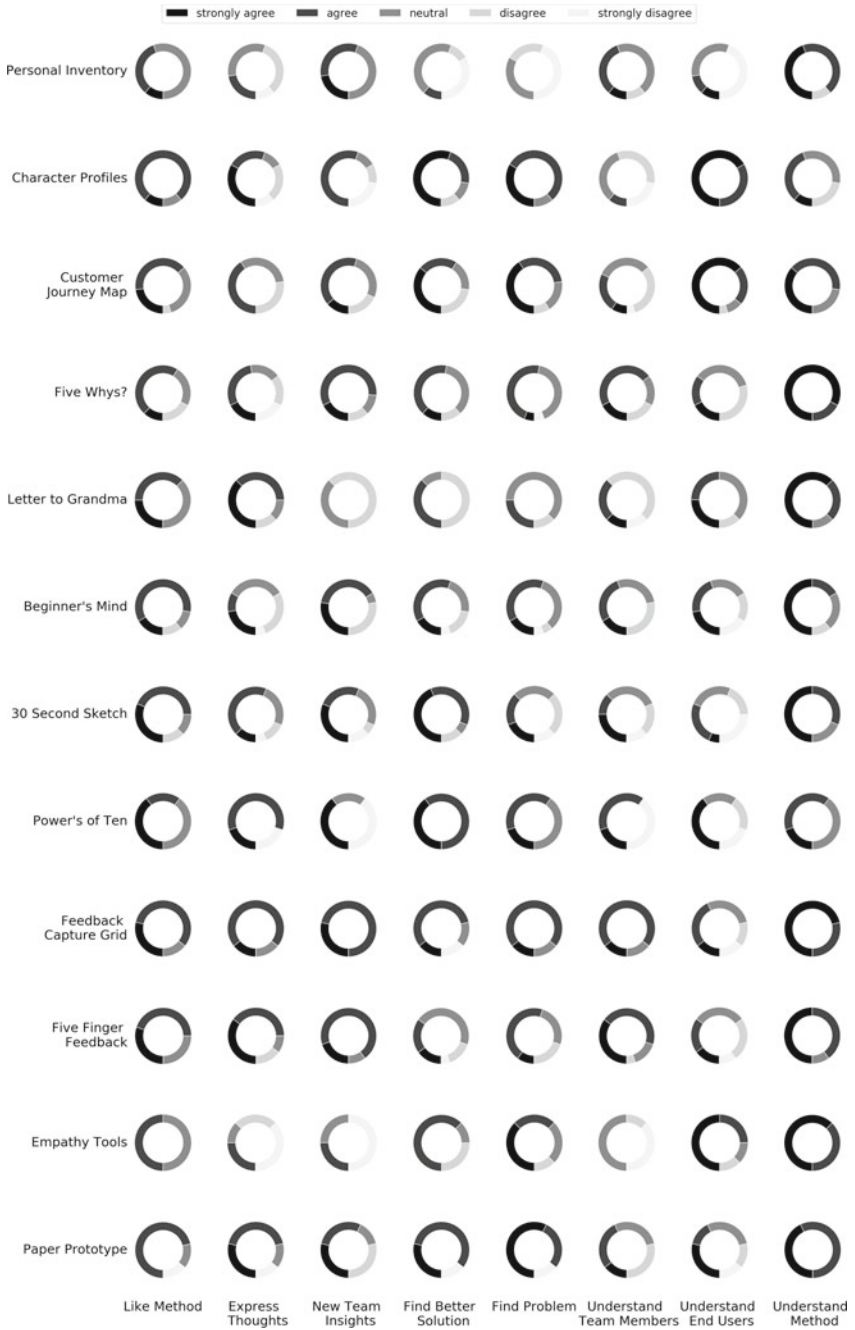 strongly agree agree neutral disagree strongly disagree
Personal Inventory
Character Profiles
Customer
Journey Map
Five Whys?
Letter to Grandma
Beginner's Mind
30 Second Sketch
Power's of Ten
Feedback
Capture Grid
Five Finger
Feedback
Empathy Tools
Paper Prototype
Like Method Express New Team Find Better Find Problem Understand Understand Understand
Thoughts Insights Solution Team Members End Users Method